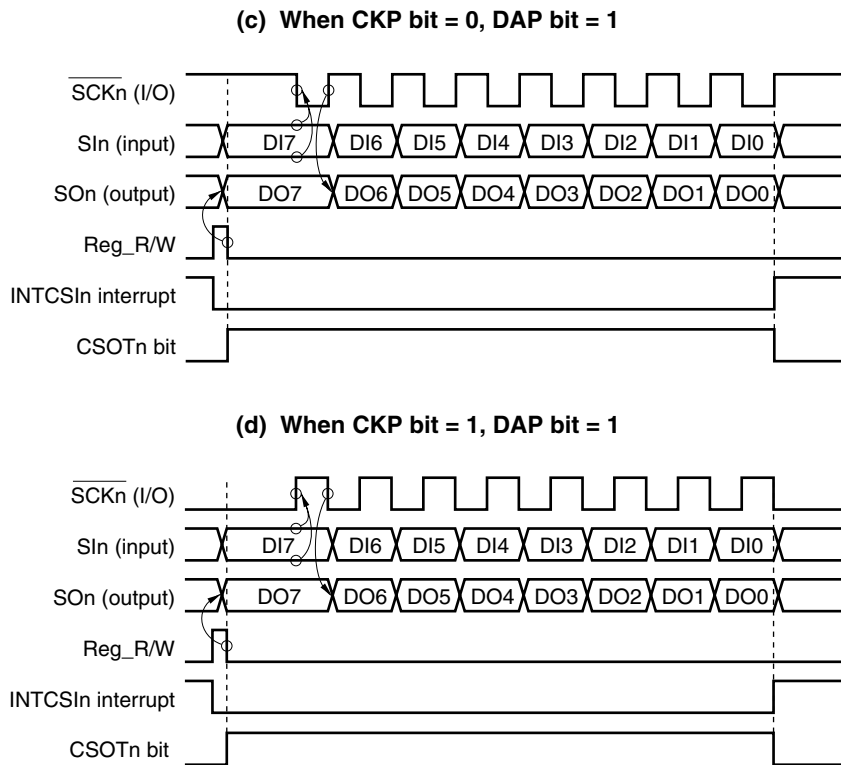 (c) When CKP bit = 0, DAP bit = 1
SCKn (I/O)
SIn (input) DI7 DI6 DI5 DI4 DI3 DI2 DI1 DI0
SOn (output) DO7 DO6 DO5 DO4 DO3 DO2 DO1 DO0
Reg_R/W
INTCSIn interrupt
CSOTn bit
(d) When CKP bit = 1, DAP bit = 1
SCKn (I/O)
SIn (input) DI7 DI6 DI5 DI4 DI3 DI2 DI1 DI0
SOn (output) DO7 DO6 DO5 DO4 DO3 DO2 DO1 DO0
Reg_R/W
INTCSIn interrupt
CSOTn bit